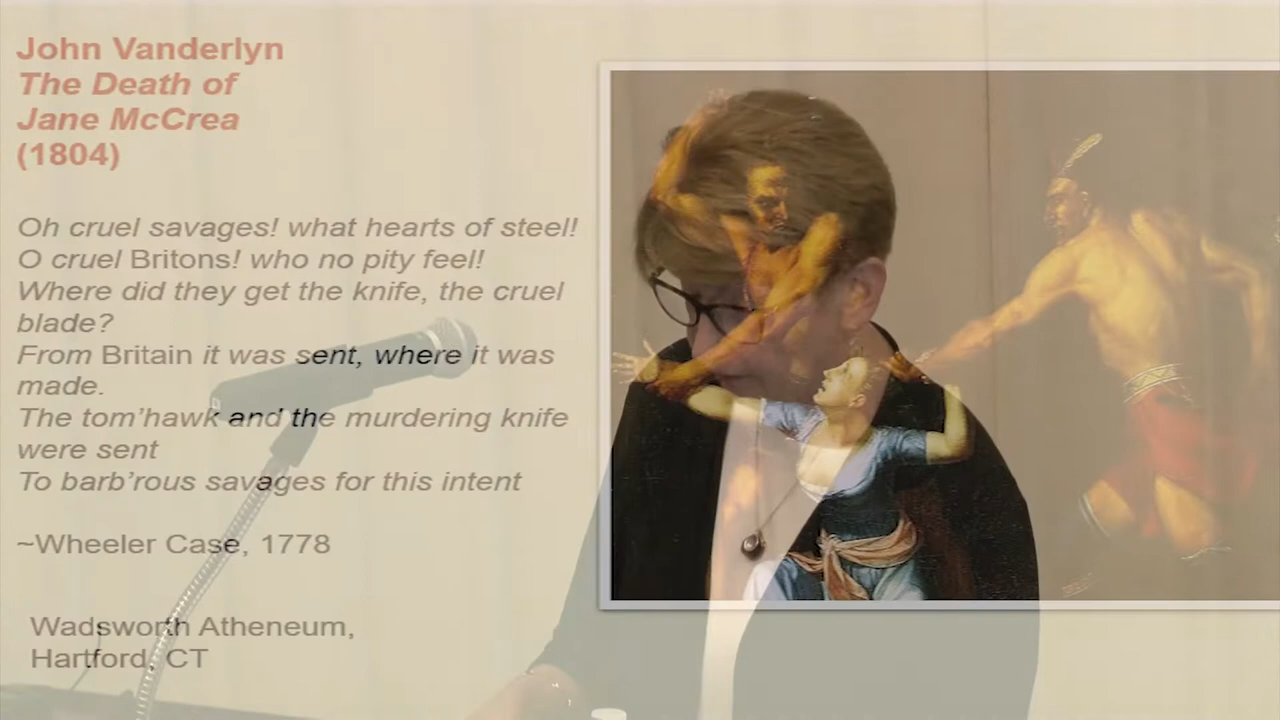 John Vanderlyn
The Death of
Jane McCrea
(1804)
Oh cruel savages! what hearts of steel!
O cruel Britons! who no pity feel!
Where did they get the knife, the cruel
blade?
From Britain it was sent, where it was
made.
The tom'hawk and the murdering knife
were sent
To barb'rous savages for this intent
~Wheeler Case, 1778
Wadsworth Atheneum,
Hartford, CT